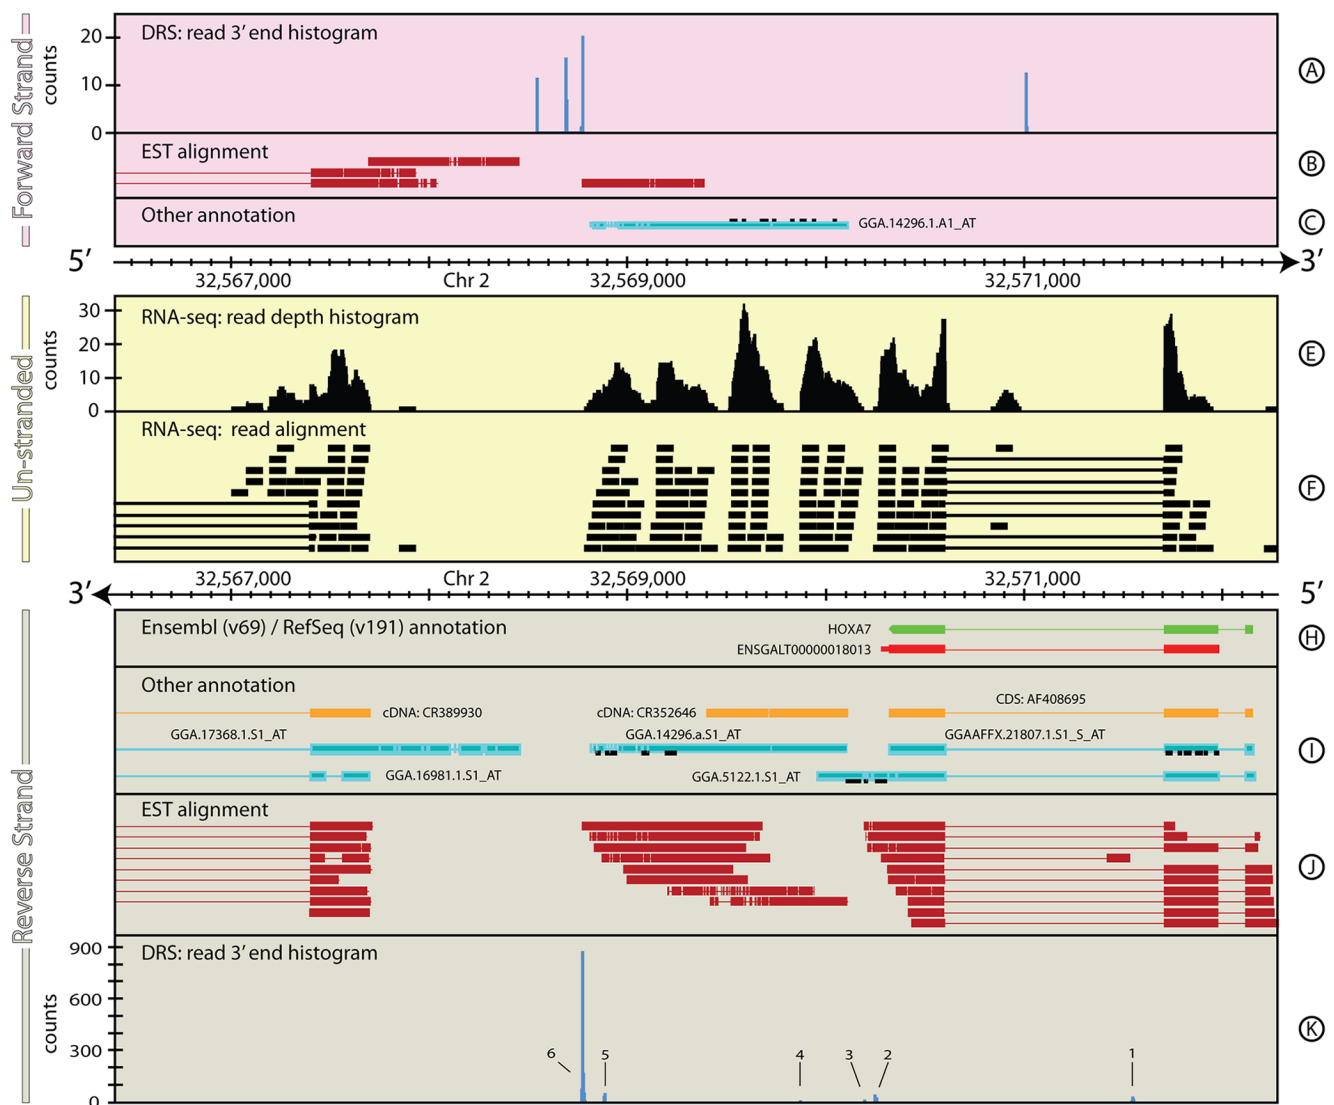 Forward Strand
counts
20
10
0
DRS: read 3’ end histogram
A
EST alignment
B
Other annotation
GGA.14296.1.A1_AT
C
5’
3’
32,567,000
Chr 2
32,569,000
32,571,000
Un-stranded
counts
30
20
10
0
RNA-seq: read depth histogram
E
RNA-seq: read alignment
F
32,567,000
Chr 2
32,569,000
32,571,000
3’
5’
Reverse Strand
Ensembl (v69) / RefSeq (v191) annotation
HOXA7
ENSGALT00000018013
H
Other annotation
CDS: AF408695
cDNA: CR389930
cDNA: CR352646
GGA.17368.1.S1_AT
GGA.14296.a.S1_AT
GGAAFFX.21807.1.S1_S_AT
I
GGA.16981.1.S1_AT
GGA.5122.1.S1_AT
EST alignment
J
DRS: read 3’ end histogram
counts
900
600
300
0
6
5
4
3
2
1
K